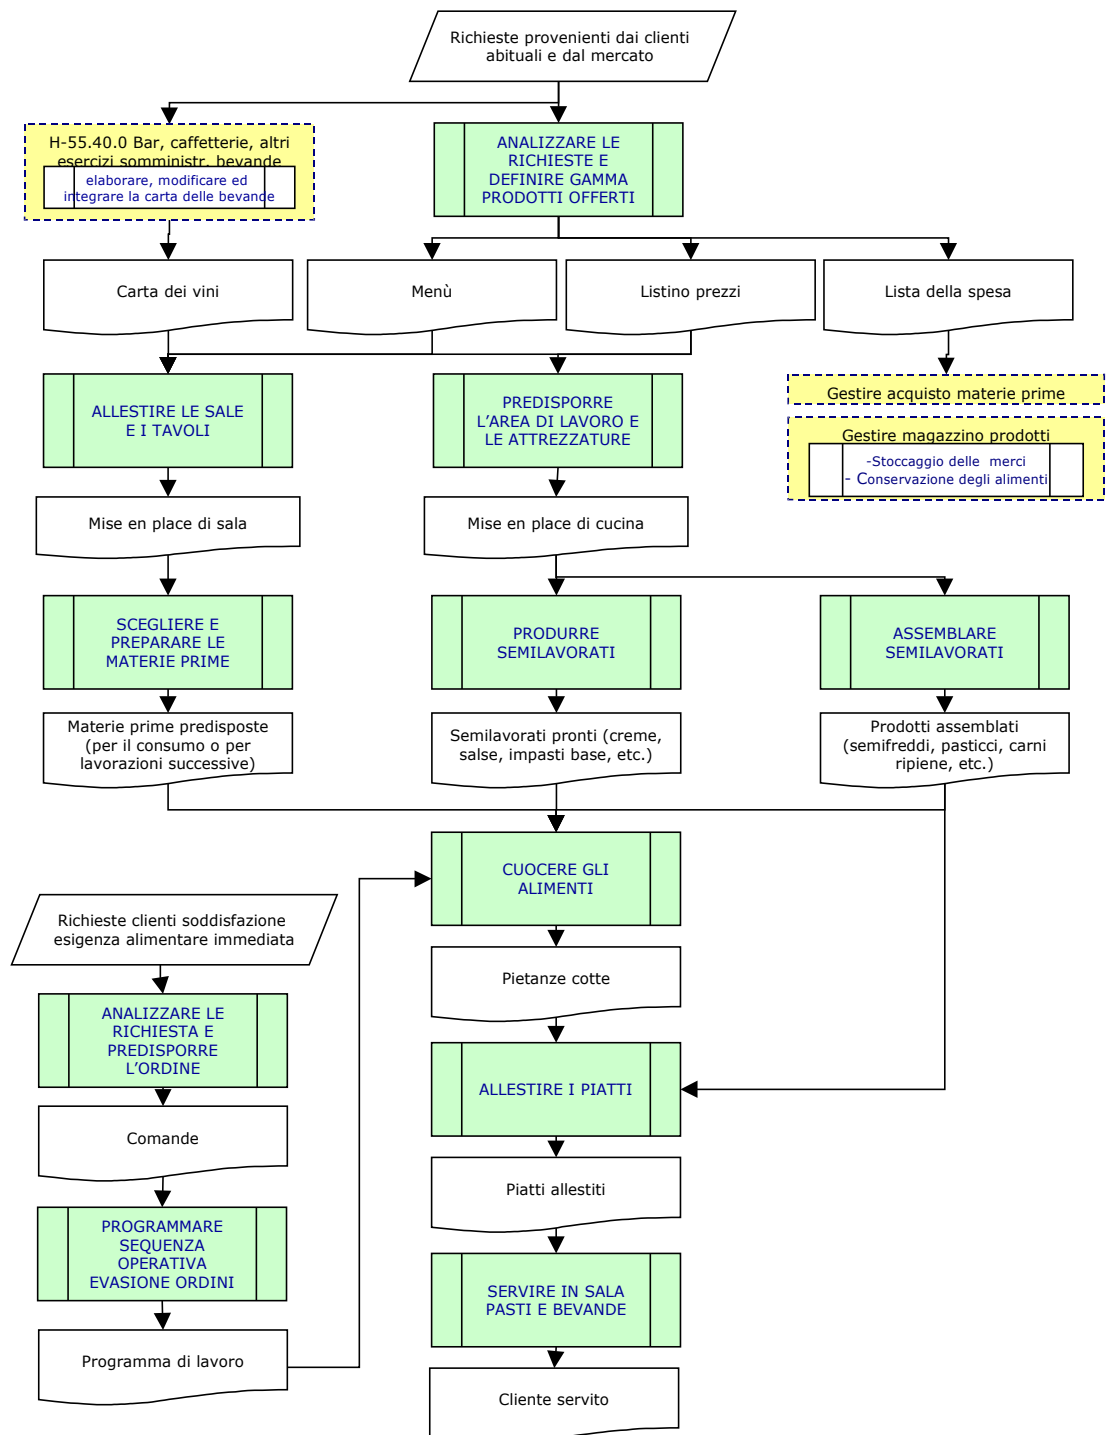 Richieste provenienti dai clienti
abituali e dal mercato
H-55.40.0 Bar, caffetterie, altri
esercizi somministr. bevande
elaborare, modificare ed
integrare la carta delle bevande
ANALIZZARE LE
RICHIESTE E
DEFINIRE GAMMA
PRODOTTI OFFERTI
Carta dei vini
Menù
Listino prezzi
Lista della spesa
ALLESTIRE LE SALE
E I TAVOLI
PREDISPORRE
L'AREA DI LAVORO E
LE ATTREZZATURE
Gestire acquisto materie prime
Gestire magazzino prodotti
-Stoccaggio delle merci
- Conservazione degli alimenti
Mise en place di sala
Mise en place di cucina
SCEGLIERE E
PREPARARE LE
MATERIE PRIME
PRODURRE
SEMILAVORATI
ASSEMBLARE
SEMILAVORATI
Materie prime predisposte
(per il consumo o per
lavorazioni successive)
Semilavorati pronti (creme,
salse, impasti base, etc.)
Prodotti assemblati
(semifreddi, pasticci, carni
ripiene, etc.)
CUOCERE GLI
ALIMENTI
Richieste clienti soddisfazione
esigenza alimentare immediata
Pietanze cotte
ANALIZZARE LE
RICHIESTA E
PREDISPORRE
L'ORDINE
ALLESTIRE I PIATTI
Comande
Piatti allestiti
PROGRAMMARE
SEQUENZA
OPERATIVA
EVASIONE ORDINI
SERVIRE IN SALA
PASTI E BEVANDE
Programma di lavoro
Cliente servito